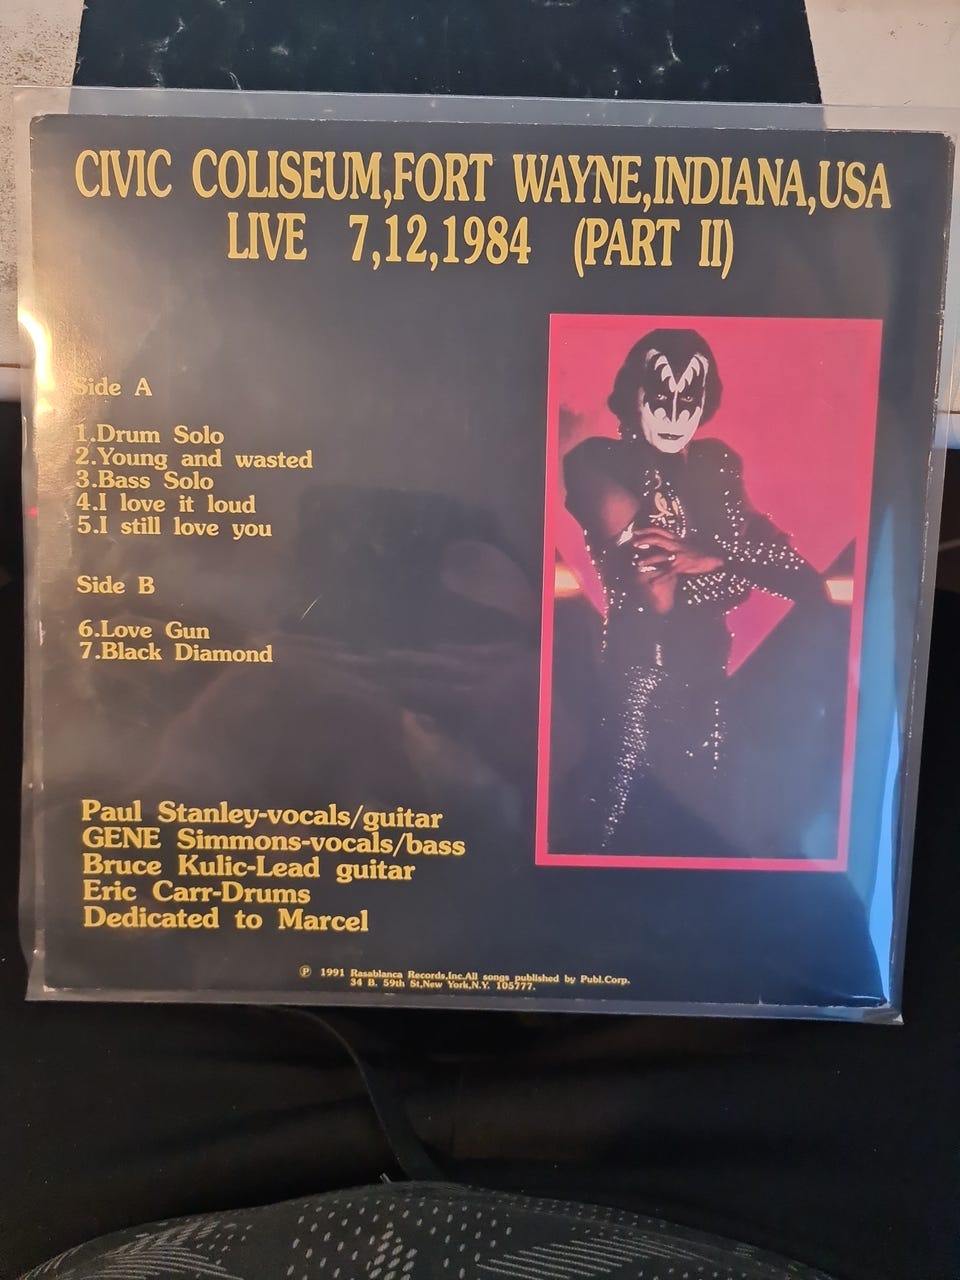 CIVIC COLISEUM,FORT WAYNE,INDIANA,USA
LIVE 7,12,1984 (PART II)
Side A
1.Drum Solo
2.Young and wasted
3.Bass Solo
4.I love it loud
5.I still love you
Side B
6.Love Gun
7.Black Diamond
Paul Stanley-vocals/guitar
GENE Simmons-vocals/bass
Bruce Kulic-Lead guitar
Eric Carr-Drums
Dedicated to Marcel
℗ 1991 Rasablanca Records,Inc.All songs published by Publ.Corp.
34 B. 59th St,New York,N.Y. 105777.